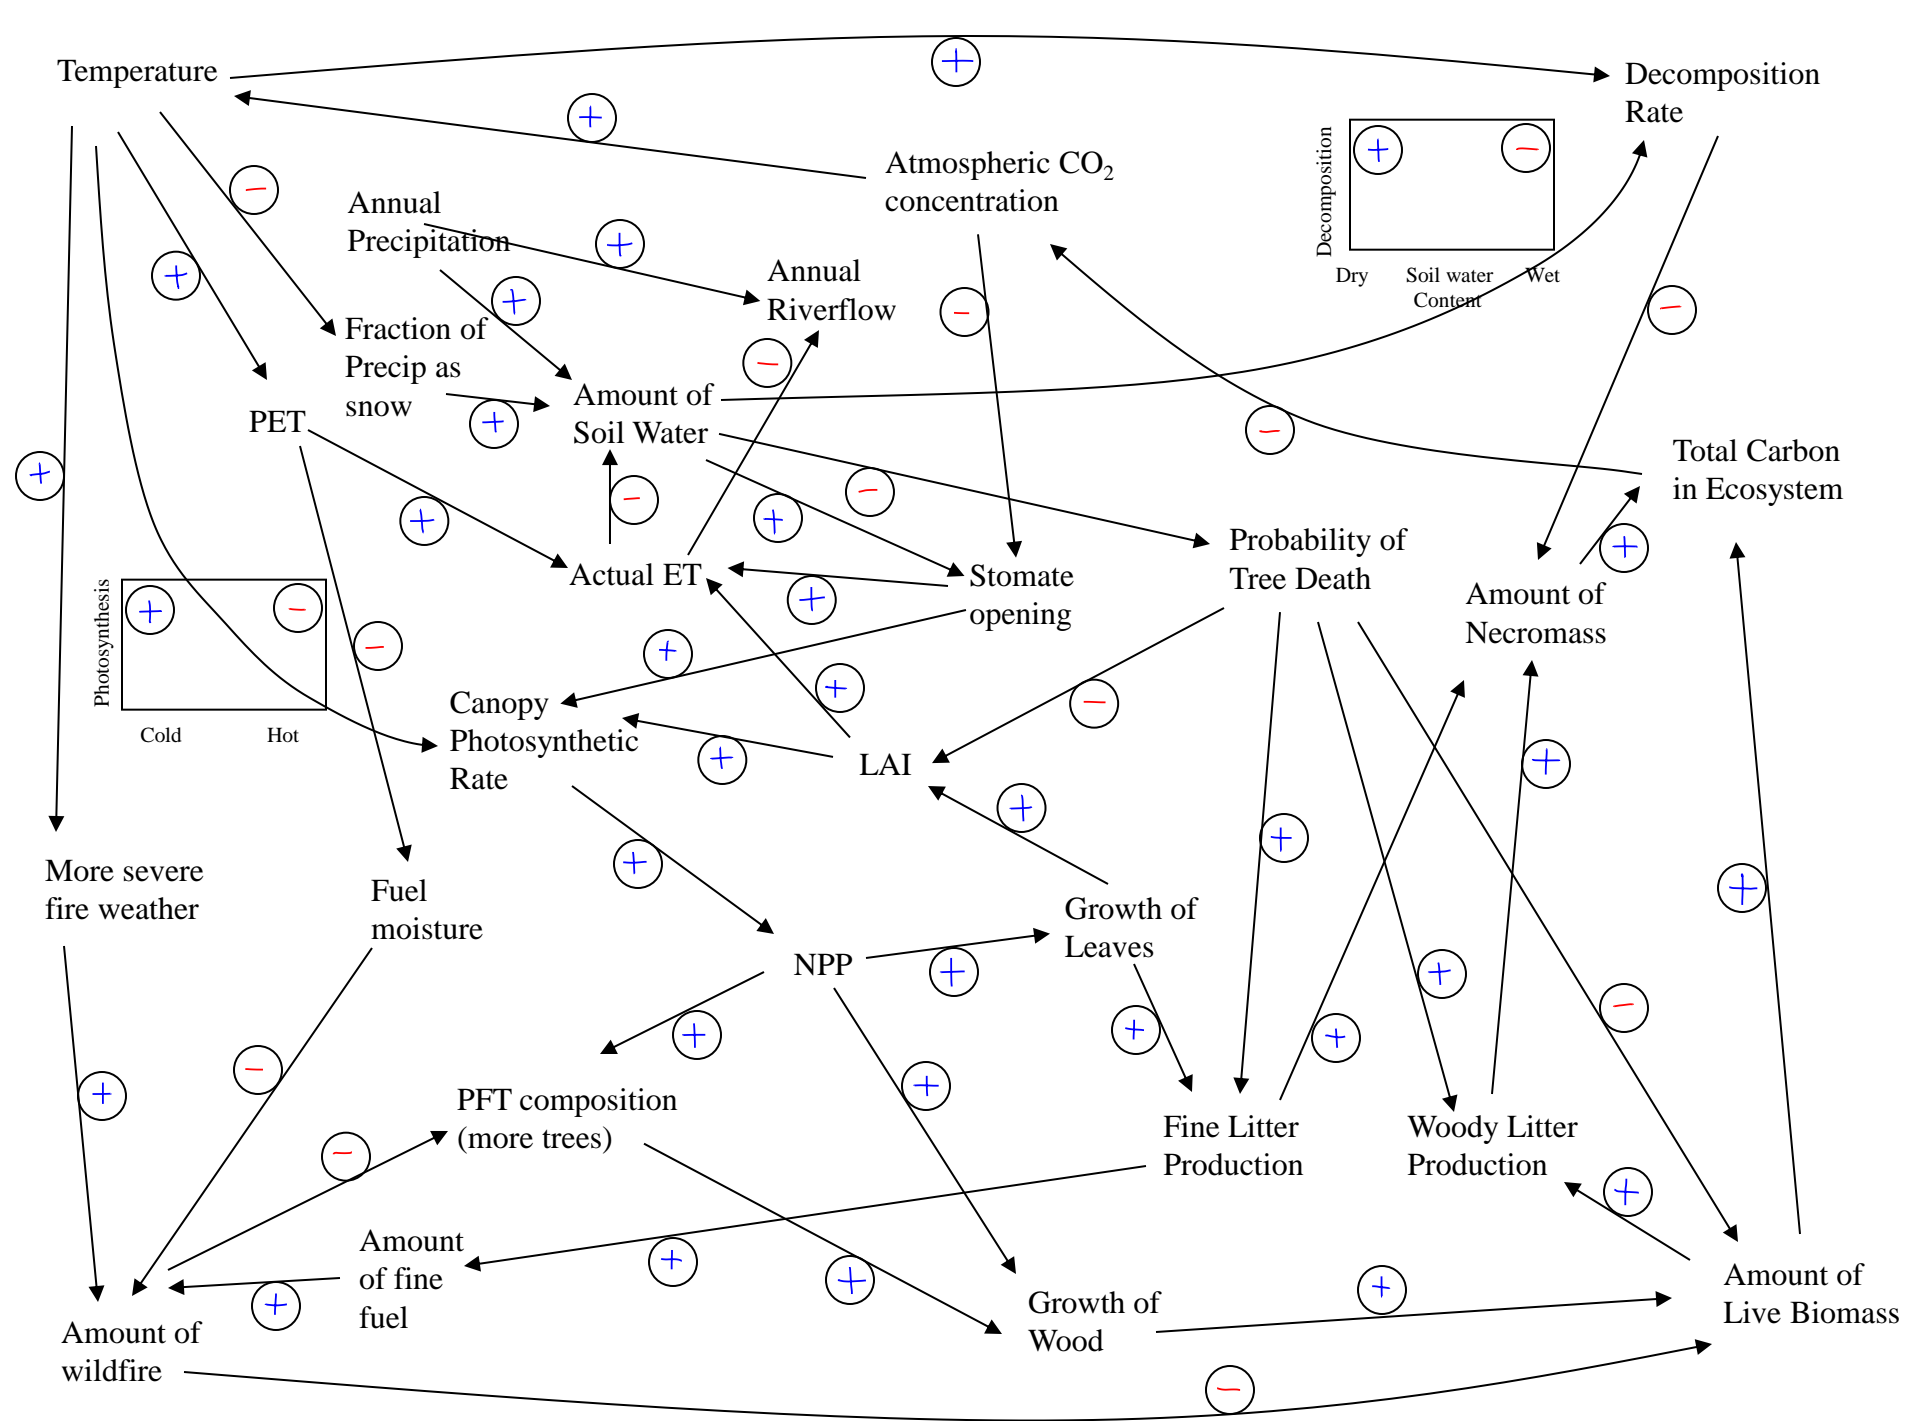 Temperature
Decomposition
Rate
Atmospheric CO₂
concentration
Annual
Precipitation
Annual
Riverflow
Decomposition
Dry
Soil water
Content
Wet
Fraction of
Precip as
snow
PET
Amount of
Soil Water
Total Carbon
in Ecosystem
Actual ET
Stomate
opening
Probability of
Tree Death
Amount of
Necromass
Photosynthesis
Cold
Hot
Canopy
Photosynthetic
Rate
LAI
More severe
fire weather
Fuel
moisture
NPP
Growth of
Leaves
PFT composition
(more trees)
Fine Litter
Production
Woody Litter
Production
Amount
of fine
fuel
Amount of
wildfire
Growth of
Wood
Amount of
Live Biomass